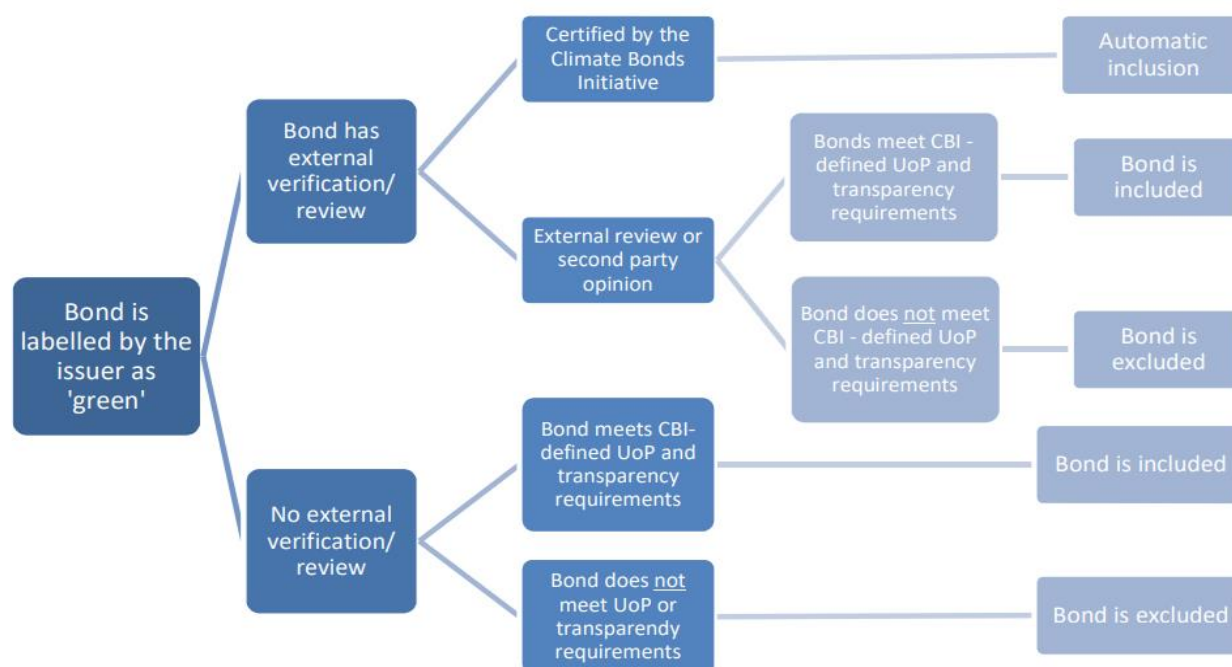 Bond is
labelled by the
issuer as
'green'
Bond has
external
verification/
review
Certified by the
Climate Bonds
Initiative
Automatic
inclusion
External review or
second party
opinion
Bonds meet CBI -
defined UoP and
transparency
requirements
Bond is
included
Bond does not meet
CBI - defined UoP
and transparency
requirements
Bond is
excluded
No external
verification/
review
Bond meets CBI-
defined UoP and
transparency
requirements
Bond is included
Bond does not
meet UoP or
transparendy
requirements
Bond is excluded